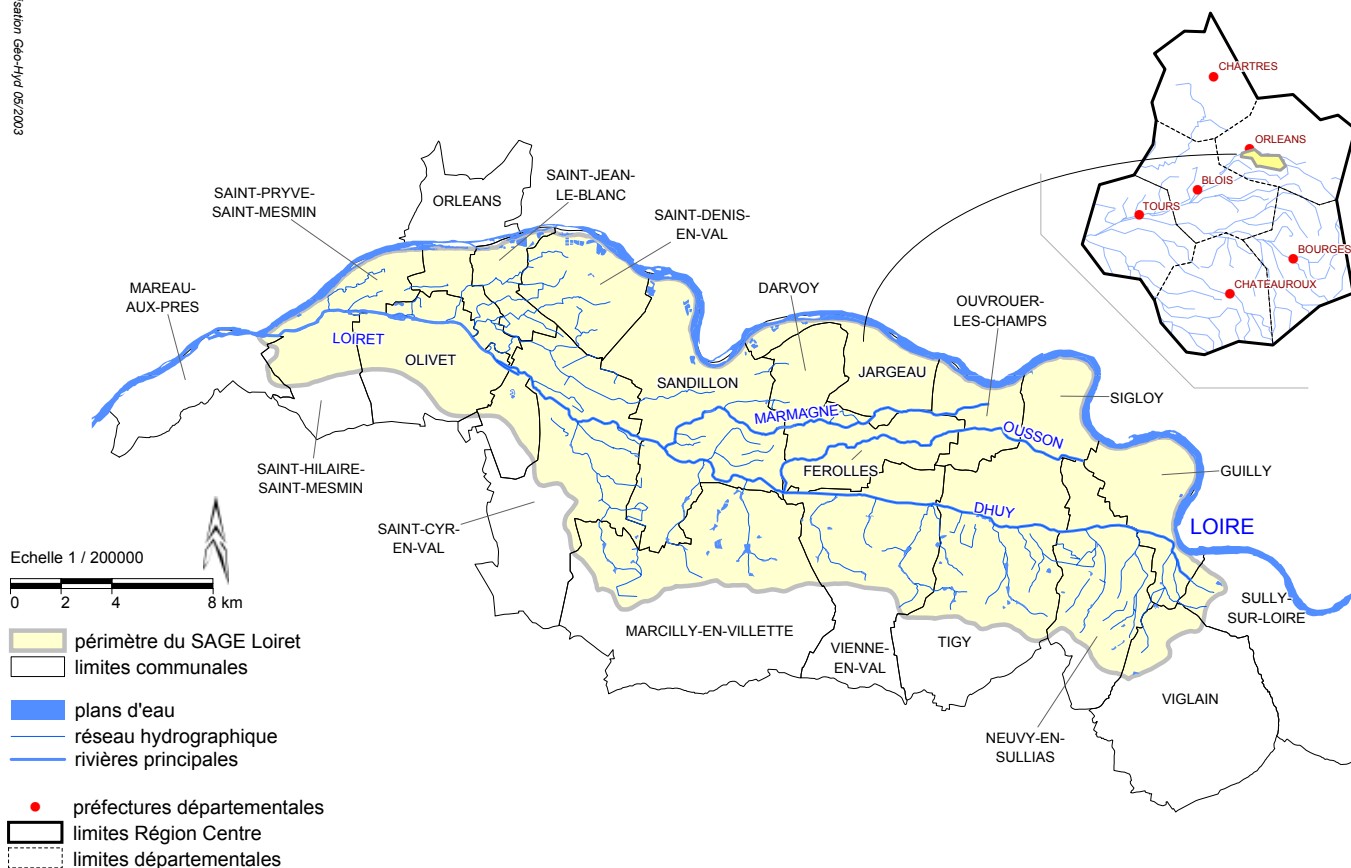 Géo-Hyd 05/2003
CHARTRES
ORLEANS
BLOIS
TOURS
BOURGES
CHATEAUROUX
ORLEANS
SAINT-JEAN-
LE-BLANC
SAINT-PRYVE-
SAINT-MESMIN
SAINT-DENIS-
EN-VAL
MAREAU-
AUX-PRES
DARVOY
OUVROUER-
LES-CHAMPS
LOIRET
OLIVET
SANDILLON
JARGEAU
SIGLOY
MARMAGNE
OUSSON
FEROLLES
GUILLY
SAINT-HILAIRE-
SAINT-MESMIN
SAINT-CYR-
EN-VAL
DHUY
LOIRE
SULLY-
SUR-LOIRE
MARCILLY-EN-VILLETTE
VIENNE-
EN-VAL
TIGY
VIGLAIN
NEUVY-EN-
SULLIAS
Echelle 1 / 200000
0 2 4 8 km
périmètre du SAGE Loiret
limites communales
plans d'eau
réseau hydrographique
rivières principales
préfectures départementales
limites Région Centre
limites départementales